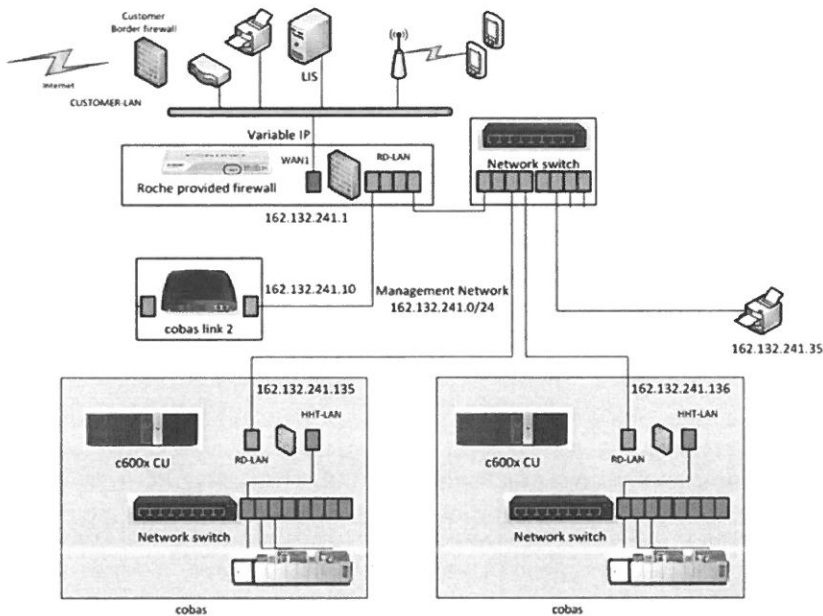 Customer
Border firewall
Internet
CUSTOMER-LAN
LIS
Variable IP
WAN1
RD-LAN
Roche provided firewall
162.132.241.1
Network switch
162.132.241.10
cobas link 2
Management Network
162.132.241.0/24
162.132.241.35
162.132.241.135
HHT-LAN
c600x CU
RD-LAN
Network switch
cobas
162.132.241.136
HHT-LAN
c600x CU
RD-LAN
Network switch
cobas